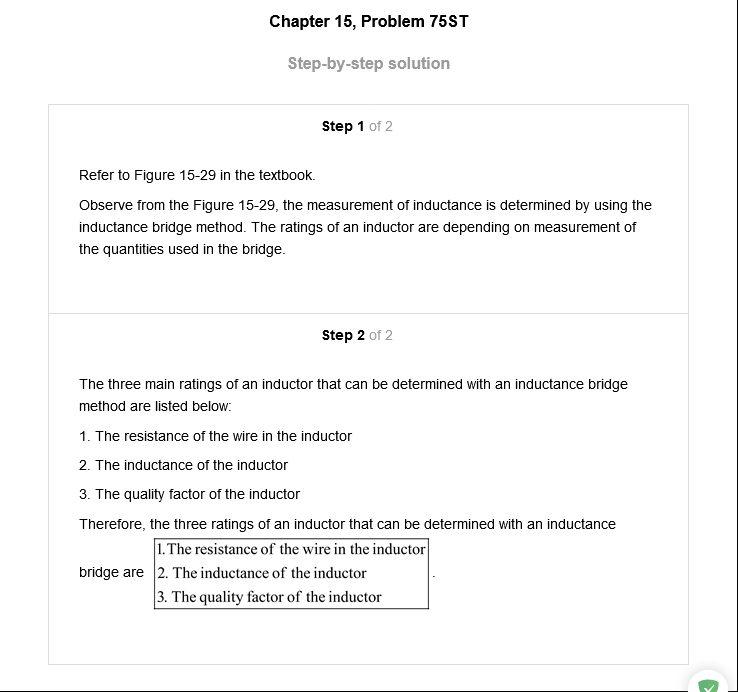 Chapter 15, Problem 75ST
Step-by-step solution
Step 1 of 2
Refer to Figure 15-29 in the textbook.
Observe from the Figure 15-29, the measurement of inductance is determined by using the
inductance bridge method. The ratings of an inductor are depending on measurement of
the quantities used in the bridge.
Step 2 of 2
The three main ratings of an inductor that can be determined with an inductance bridge
method are listed below:
1. The resistance of the wire in the inductor
2. The inductance of the inductor
3. The quality factor of the inductor
Therefore, the three ratings of an inductor that can be determined with an inductance
1.The resistance of the wire in the inductor
bridge are 2. The inductance of the inductor .
3. The quality factor of the inductor